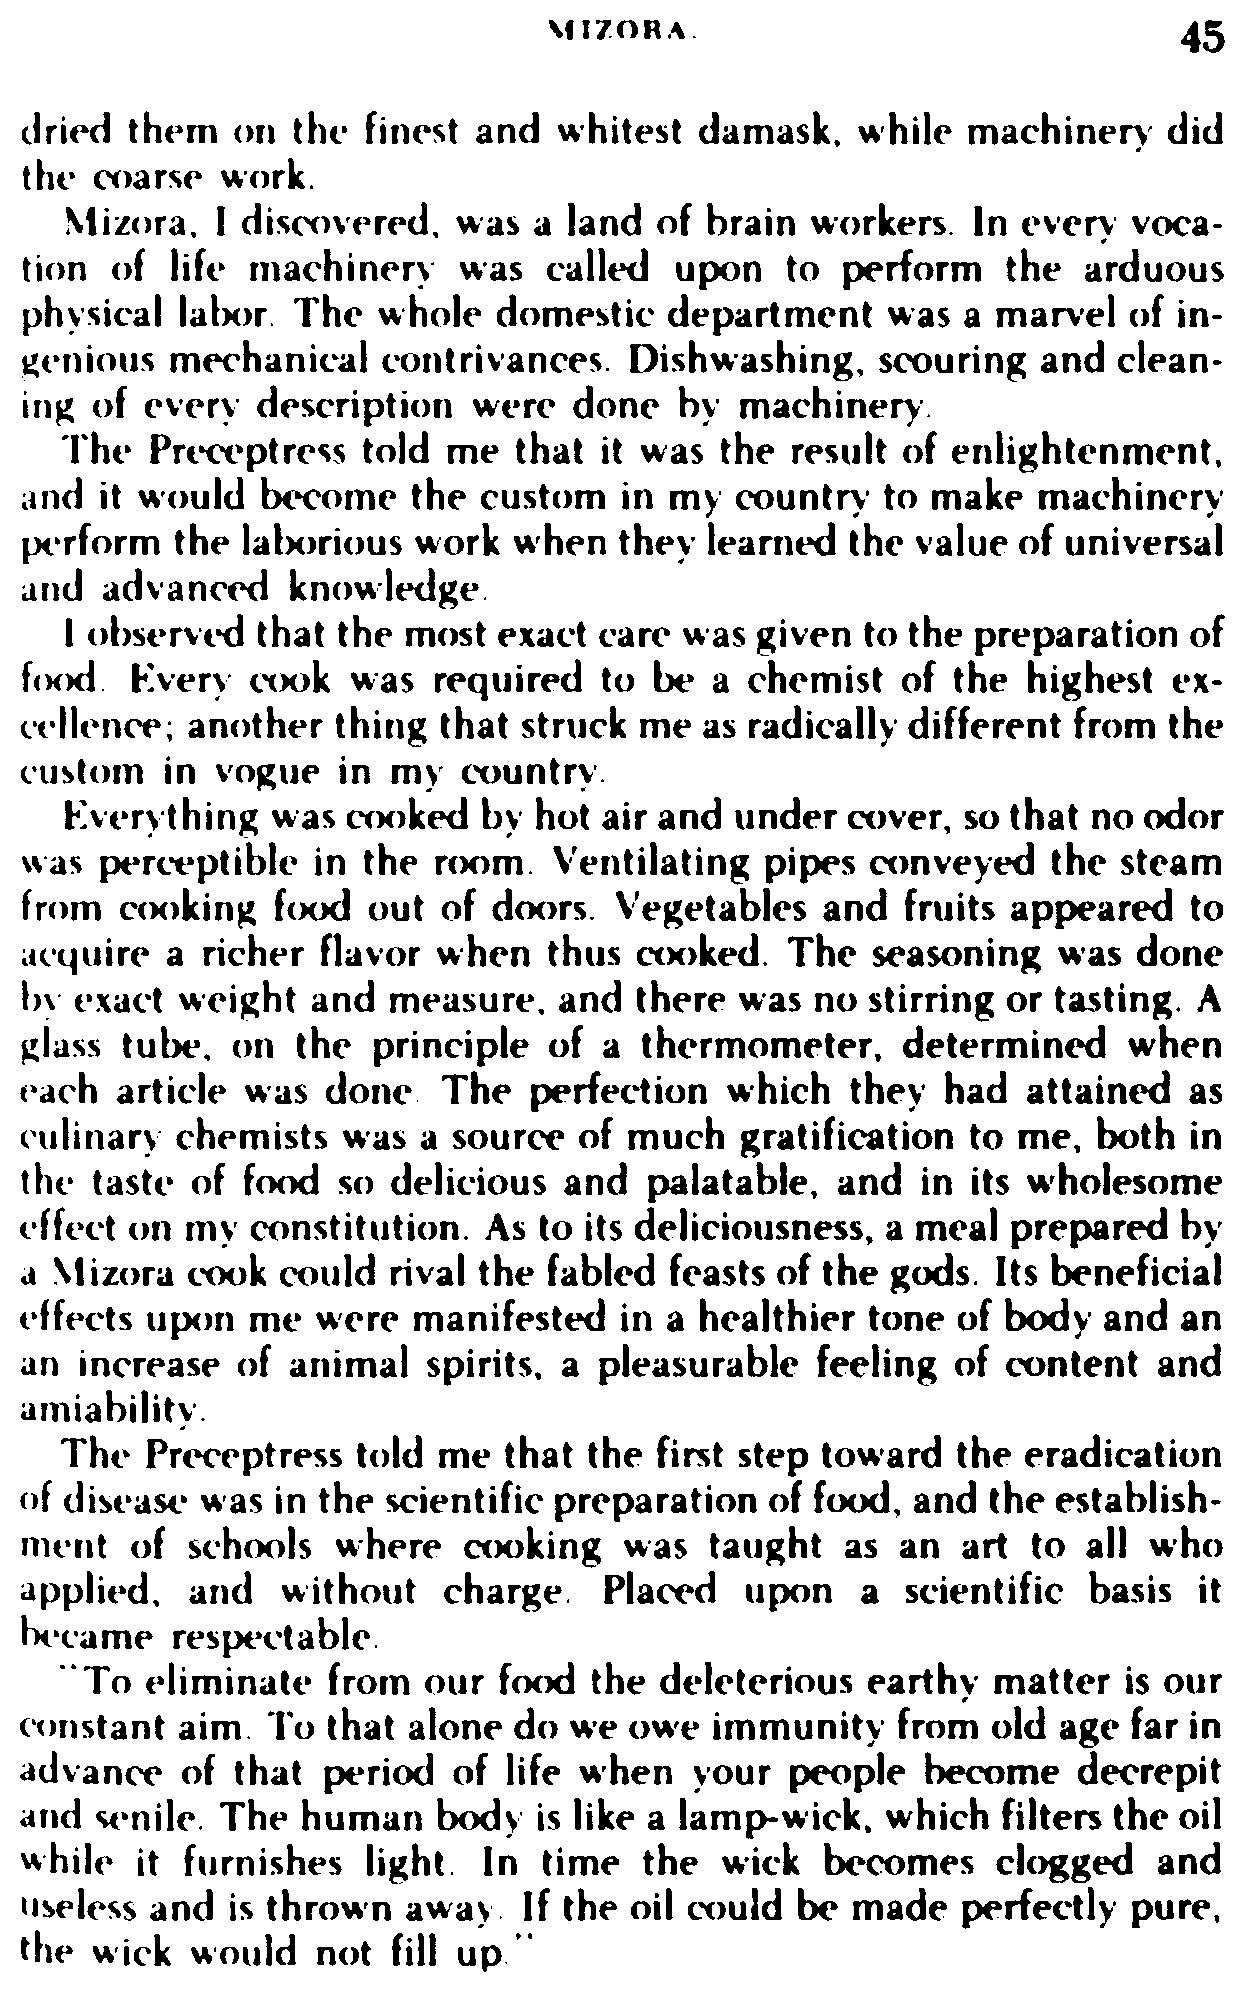 MIZORA. 45
dried them on the finest and whitest damask, while machinery did
the coarse work.
Mizora, I discovered, was a land of brain workers. In every voca-
tion of life machinery was called upon to perform the arduous
physical labor. The whole domestic department was a marvel of in-
genious mechanical contrivances. Dishwashing, scouring and clean-
ing of every description were done by machinery.
The Preceptress told me that it was the result of enlightenment,
and it would become the custom in my country to make machinery
perform the laborious work when they learned the value of universal
and advanced knowledge.
I observed that the most exact care was given to the preparation of
food. Every cook was required to be a chemist of the highest ex-
cellence; another thing that struck me as radically different from the
custom in vogue in my country.
Everything was cooked by hot air and under cover, so that no odor
was perceptible in the room. Ventilating pipes conveyed the steam
from cooking food out of doors. Vegetables and fruits appeared to
acquire a richer flavor when thus cooked. The seasoning was done
by exact weight and measure, and there was no stirring or tasting. A
glass tube, on the principle of a thermometer, determined when
each article was done. The perfection which they had attained as
culinary chemists was a source of much gratification to me, both in
the taste of food so delicious and palatable, and in its wholesome
effect on my constitution. As to its deliciousness, a meal prepared by
a Mizora cook could rival the fabled feasts of the gods. Its beneficial
effects upon me were manifested in a healthier tone of body and an
an increase of animal spirits, a pleasurable feeling of content and
amiability.
The Preceptress told me that the first step toward the eradication
of disease was in the scientific preparation of food, and the establish-
ment of schools where cooking was taught as an art to all who
applied, and without charge. Placed upon a scientific basis it
became respectable.
"To eliminate from our food the deleterious earthy matter is our
constant aim. To that alone do we owe immunity from old age far in
advance of that period of life when your people become decrepit
and senile. The human body is like a lamp-wick, which filters the oil
while it furnishes light. In time the wick becomes clogged and
useless and is thrown away. If the oil could be made perfectly pure,
the wick would not fill up."